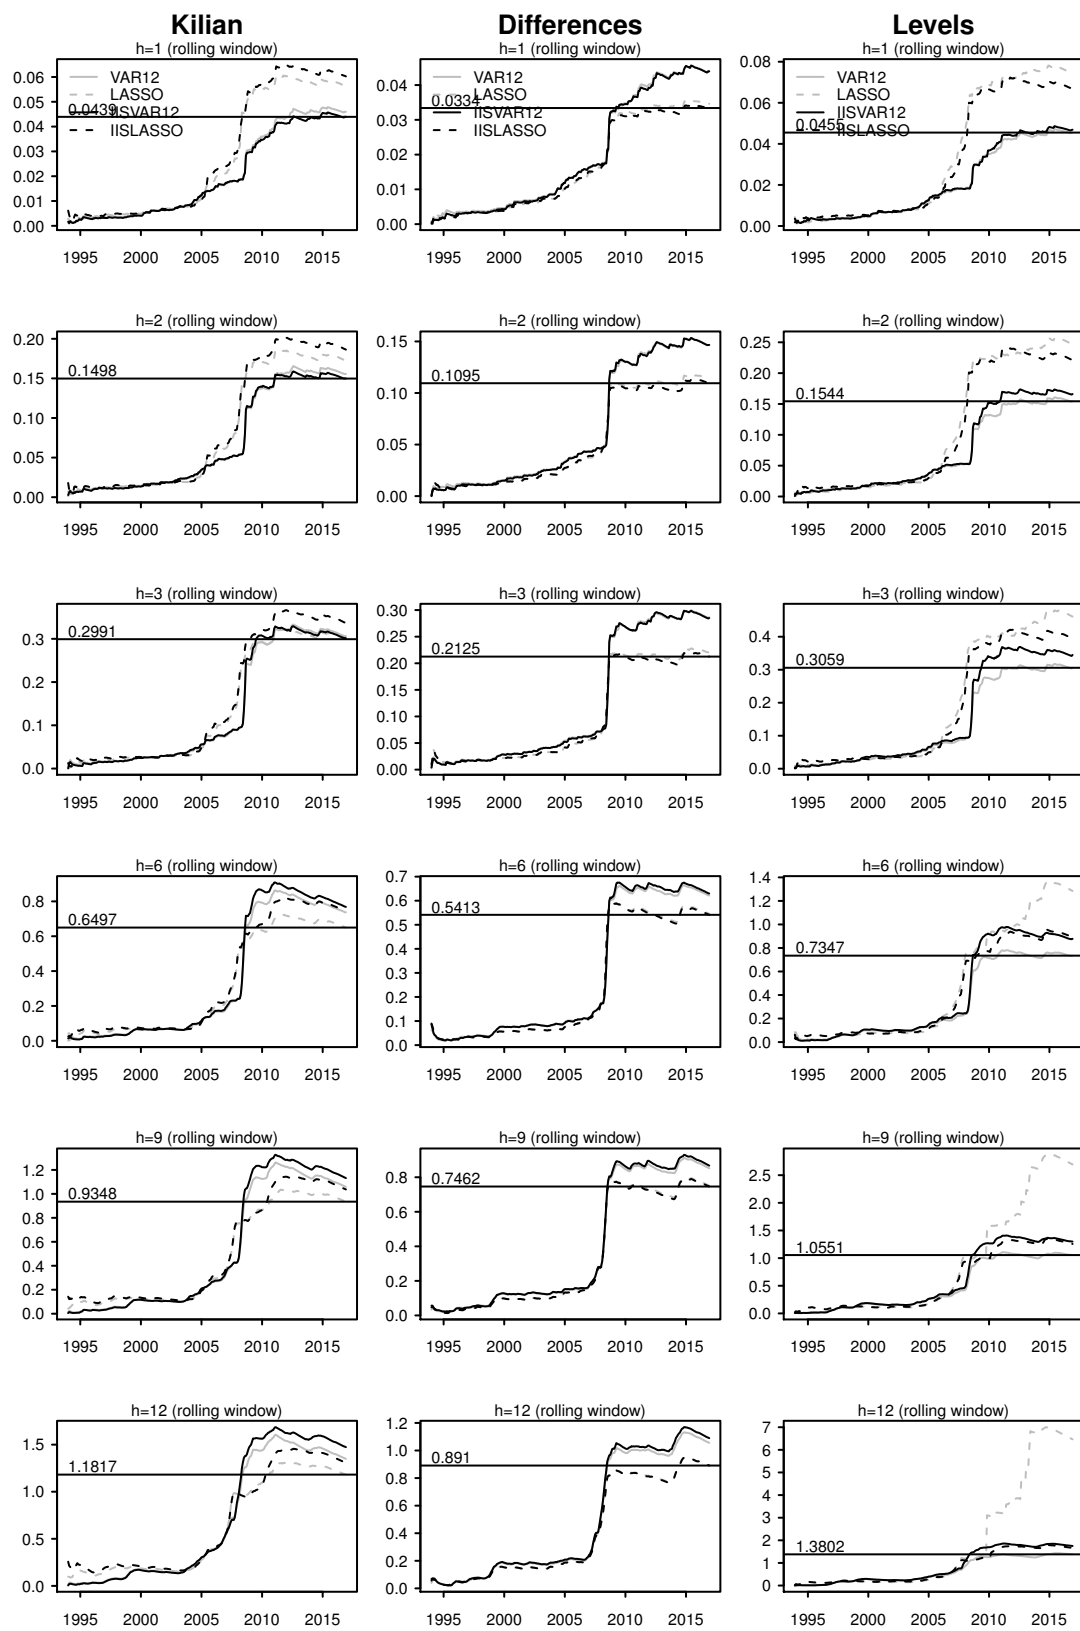 Kilian Differences Levels
h=1 (rolling window) h=1 (rolling window) h=1 (rolling window)
0.06 VAR12 0.04 VAR12 0.08 VAR12
0.05 LASSO 0.0334 LASSO 0.06 LASSO
0.0439 IISVAR12 0.03 IISVAR12 0.0455 IISVAR12
0.04 IISLASSO IISLASSO 0.04 IISLASSO
0.03 0.02
0.02 0.01 0.02
0.01
0.00 0.00 0.00
1995 2000 2005 2010 2015 1995 2000 2005 2010 2015 1995 2000 2005 2010 2015
h=2 (rolling window) h=2 (rolling window) h=2 (rolling window)
0.20 0.15 0.25
0.1498 0.1095 0.20
0.15 0.10 0.1544
0.10 0.15
0.05 0.05 0.10
0.05
0.00 0.00 0.00
1995 2000 2005 2010 2015 1995 2000 2005 2010 2015 1995 2000 2005 2010 2015
h=3 (rolling window) h=3 (rolling window) h=3 (rolling window)
0.2991 0.30 0.4
0.3 0.25 0.3059
0.2125 0.3
0.2 0.20 0.2
0.15
0.1 0.10 0.1
0.05
0.0 0.00 0.0
1995 2000 2005 2010 2015 1995 2000 2005 2010 2015 1995 2000 2005 2010 2015
h=6 (rolling window) h=6 (rolling window) h=6 (rolling window)
0.8 0.7 1.4
0.6497 0.6 1.2
0.6 0.5413 1.0
0.5 0.8 0.7347
0.4 0.4 0.6
0.3 0.4
0.2 0.2 0.2
0.1
0.0 0.0 0.0
1995 2000 2005 2010 2015 1995 2000 2005 2010 2015 1995 2000 2005 2010 2015
h=9 (rolling window) h=9 (rolling window) h=9 (rolling window)
1.2 0.8 2.5
1.0 0.9348 0.7462 2.0
0.8 0.6 1.5
0.6 0.4 1.0551
0.4 1.0
0.2 0.2 0.5
0.0 0.0 0.0
1995 2000 2005 2010 2015 1995 2000 2005 2010 2015 1995 2000 2005 2010 2015
h=12 (rolling window) h=12 (rolling window) h=12 (rolling window)
1.5 1.2 7
1.1817 1.0 0.891 6
1.0 0.8 5
0.6 4
0.5 0.4 3
0.2 2 1.3802
1
0.0 0.0 0
1995 2000 2005 2010 2015 1995 2000 2005 2010 2015 1995 2000 2005 2010 2015